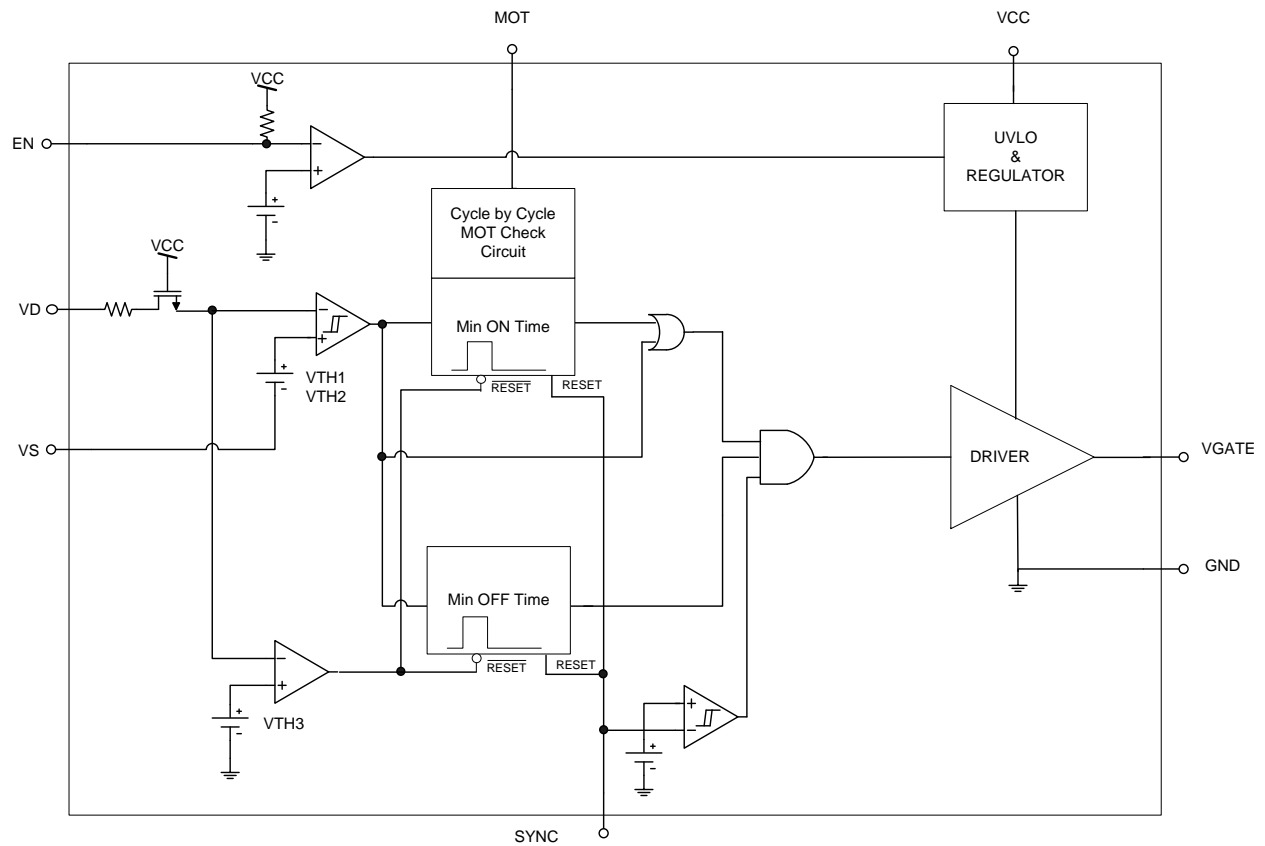 MOT
VCC
VCC
EN
−
+
+
-
UVLO
&
REGULATOR
Cycle by Cycle
MOT Check
Circuit
VCC
VD
−
+
+
-
VTH1
VTH2
Min ON Time
RESET
RESET
VS
DRIVER
VGATE
GND
Min OFF Time
RESET
RESET
−
+
+
-
VTH3
+
−
+
-
SYNC